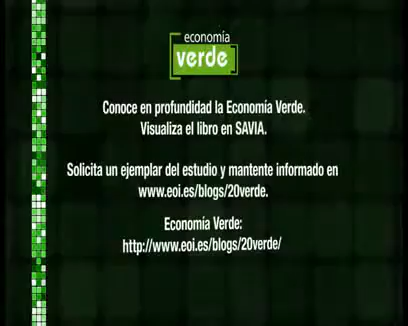 economía
verde
Conoce en profundidad la Economía Verde.
Visualiza el libro en SAVIA.
Solicita un ejemplar del estudio y mantente informado en
www.eoi.es/blogs/20verde.
Economía Verde:
http://www.eoi.es/blogs/20verde/